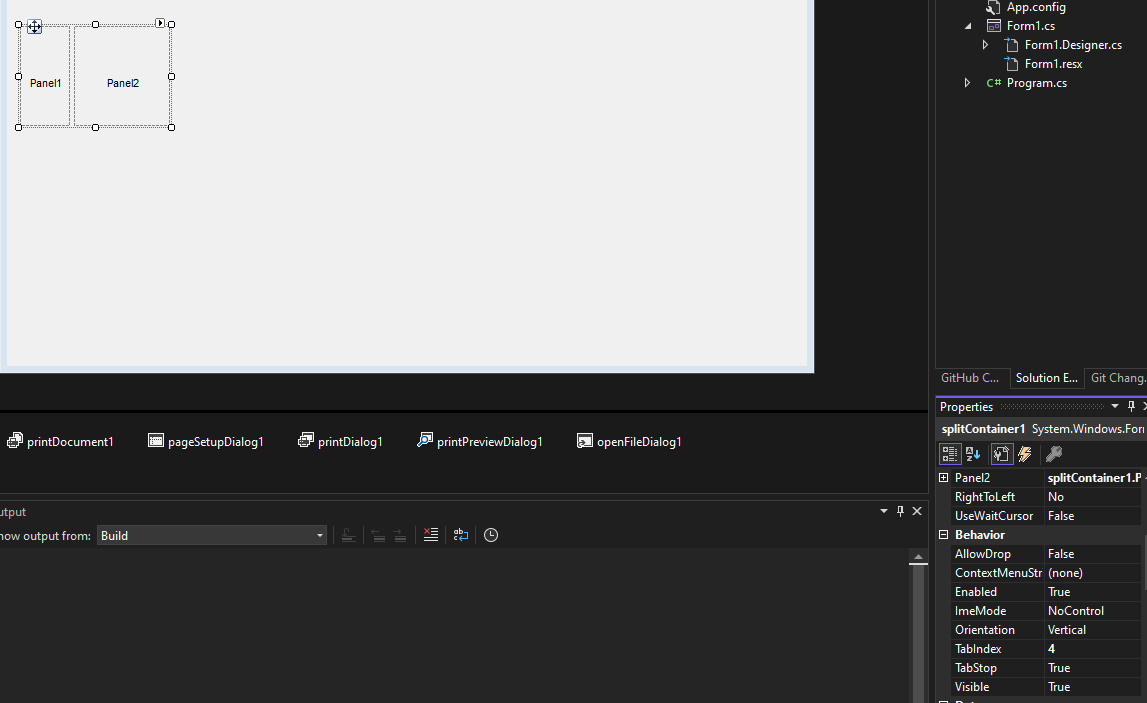 App.config
Form1.cs
Form1.Designer.cs
Form1.resx
C# Program.cs
Panel1
Panel2
GitHub C...
Solution E...
Git Chang.
Properties
splitContainer1 System.Windows.For
Panel2 splitContainer1.P
RightToLeft No
UseWaitCursor False
Behavior
AllowDrop False
ContextMenuStr (none)
Enabled True
ImeMode NoControl
Orientation Vertical
TabIndex 4
TabStop True
Visible True
printDocument1
pageSetupDialog1
printDialog1
printPreviewDialog1
openFileDialog1
utput
how output from: Build